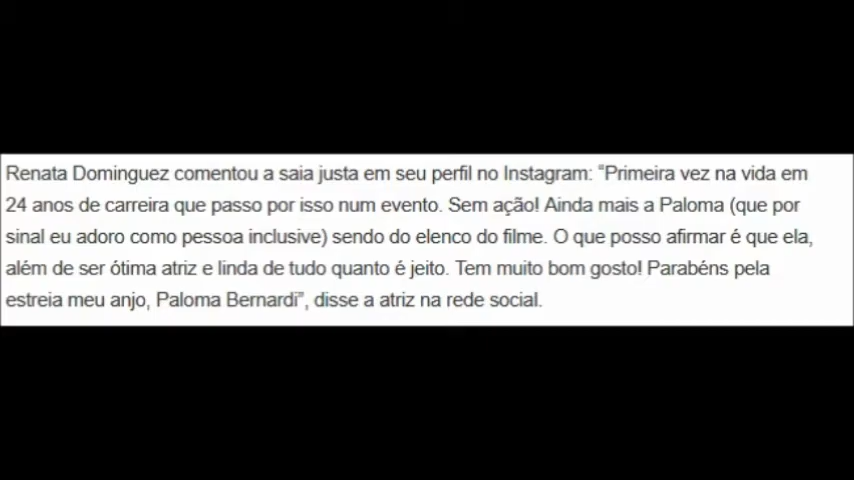 Renata Dominguez comentou a saia justa em seu perfil no Instagram: “Primeira vez na vida em
24 anos de carreira que passo por isso num evento. Sem ação! Ainda mais a Paloma (que por
sinal eu adoro como pessoa inclusive) sendo do elenco do filme. O que posso afirmar é que ela,
além de ser ótima atriz e linda de tudo quanto é jeito. Tem muito bom gosto! Parabéns pela
estreia meu anjo, Paloma Bernardi”, disse a atriz na rede social.